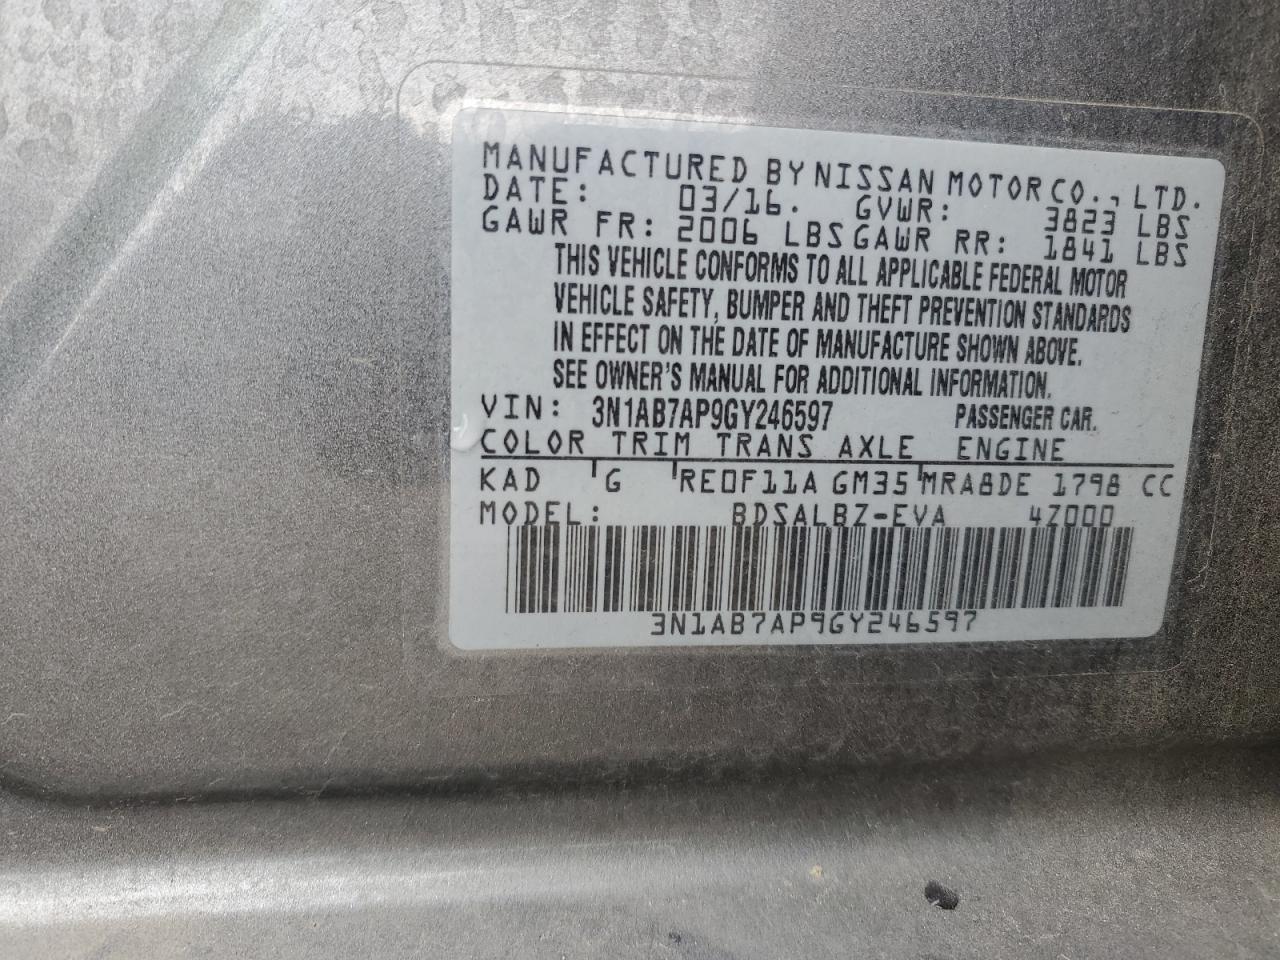 MANUFACTURED BY NISSAN MOTOR CO., LTD.
DATE: 03/16. GVWR: 3823 LBS
GAWR FR: 2006 LBS GAWR RR: 1841 LBS
THIS VEHICLE CONFORMS TO ALL APPLICABLE FEDERAL MOTOR
VEHICLE SAFETY, BUMPER AND THEFT PREVENTION STANDARDS
IN EFFECT ON THE DATE OF MANUFACTURE SHOWN ABOVE.
SEE OWNER'S MANUAL FOR ADDITIONAL INFORMATION.
VIN: 3N1AB7AP9GY246597 PASSENGER CAR.
COLOR TRIM TRANS AXLE ENGINE
KAD G RE0F11A GM35 MRA8DE 1798 CC
MODEL: BDSALBZ-EVA 4Z000
3N1AB7AP9GY246597